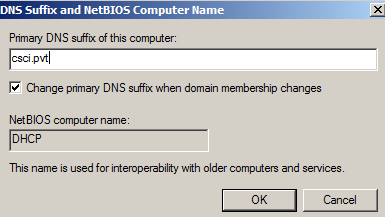 DNS Suffix and NetBIOS Computer Name
Primary DNS suffix of this computer:
csci.pvt
Change primary DNS suffix when domain membership changes
NetBIOS computer name:
DHCP
This name is used for interoperability with older computers and services.
OK
Cancel